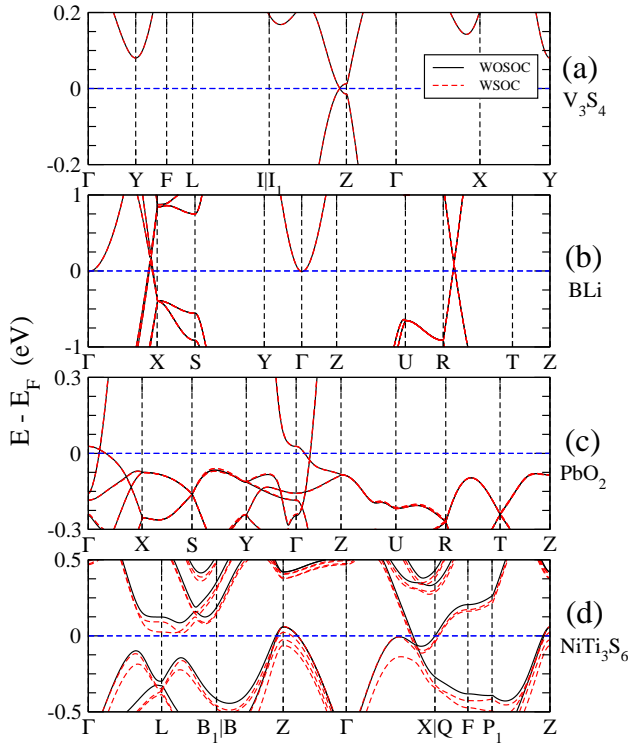 E - E_F (eV)
0.2
0
-0.2
WOSOC
WSOC
(a)
V₃S₄
Γ Y F L I|I₁ Z Γ X Y
1
0
-1
(b)
BLi
Γ X S Y Γ Z U R T Z
0.3
0
-0.3
(c)
PbO₂
Γ X S Y Γ Z U R T Z
0.5
0
-0.5
(d)
NiTi₃S₆
Γ L B₁|B Z Γ X|Q F P₁ Z